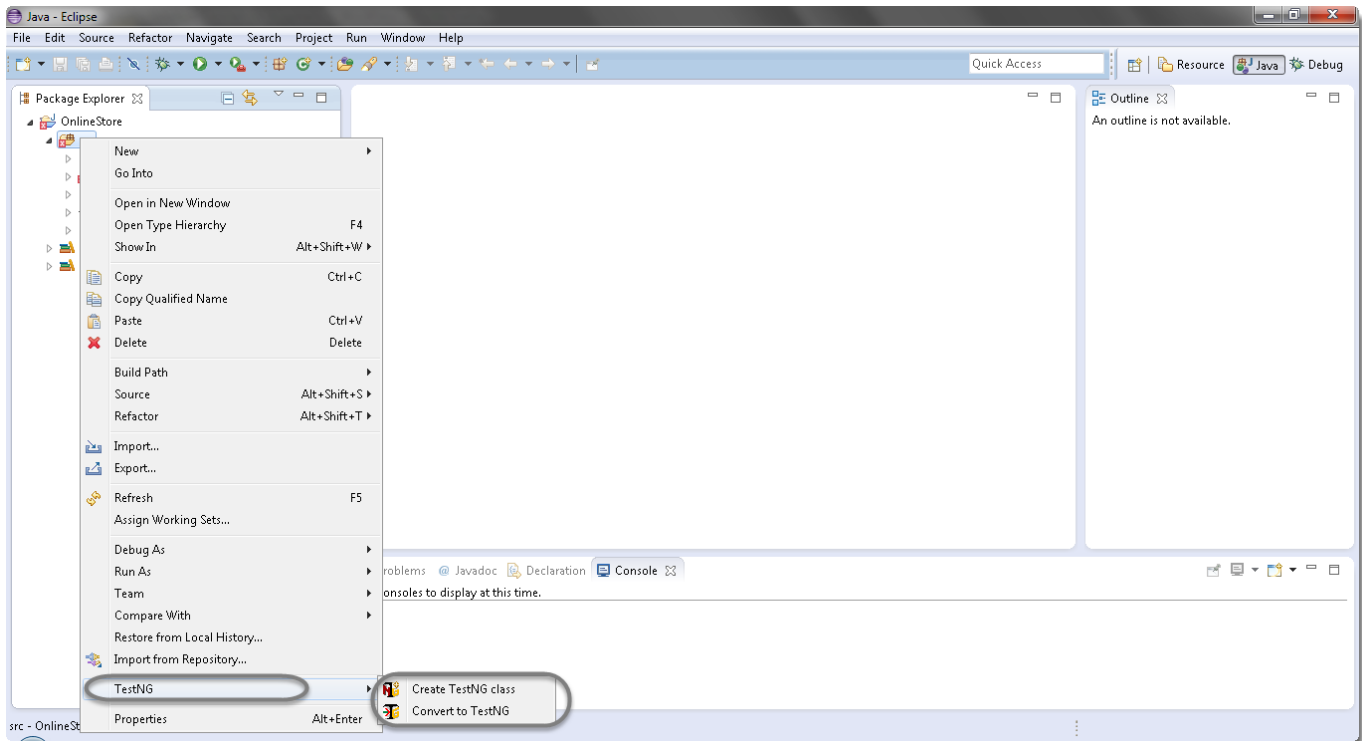 Java - Eclipse
File Edit Source Refactor Navigate Search Project Run Window Help
Quick Access
Resource
Java
Debug
Package Explorer
Outline
OnlineStore
An outline is not available.
New
Go Into
Open in New Window
Open Type Hierarchy F4
Show In Alt+Shift+W
Copy Ctrl+C
Copy Qualified Name
Paste Ctrl+V
Delete Delete
Build Path
Source Alt+Shift+S
Refactor Alt+Shift+T
Import...
Export...
Refresh F5
Assign Working Sets...
Debug As
Run As
Team
Compare With
Restore from Local History...
Import from Repository...
TestNG
Properties Alt+Enter
roblems @ Javadoc Declaration Console
onsoles to display at this time.
Create TestNG class
Convert to TestNG
src - OnlineSt